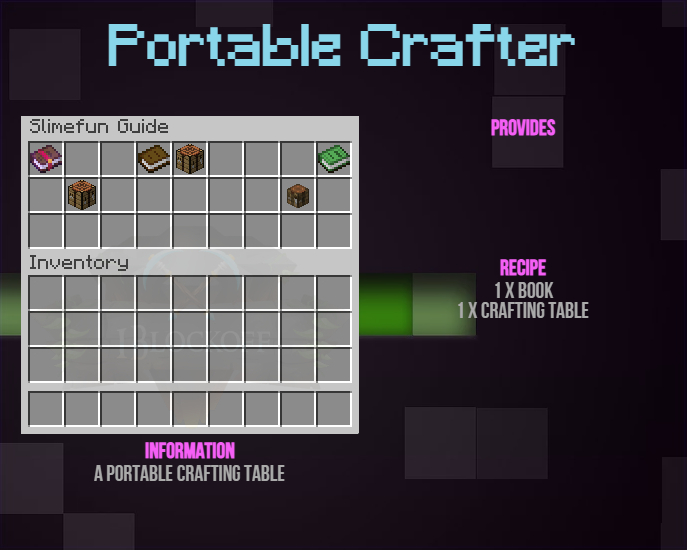 Portable Crafter
Slimefun Guide
PROVIDES
Inventory
RECIPE
1 X BOOK
1 X CRAFTING TABLE
INFORMATION
A PORTABLE CRAFTING TABLE